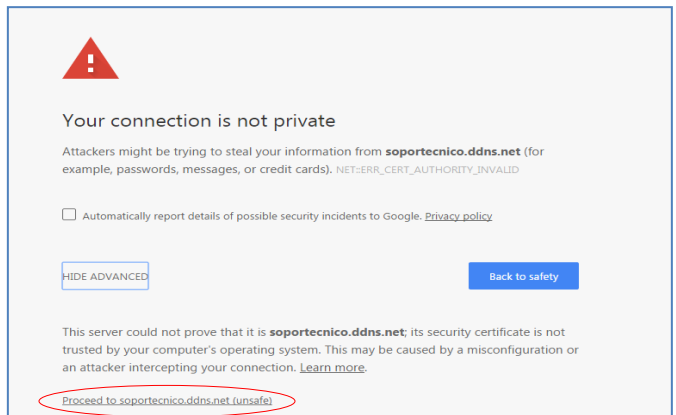 Your connection is not private
Attackers might be trying to steal your information from soportecnico.ddns.net (for
example, passwords, messages, or credit cards). NET::ERR_CERT_AUTHORITY_INVALID
Automatically report details of possible security incidents to Google. Privacy policy
HIDE ADVANCED
Back to safety
This server could not prove that it is soportecnico.ddns.net; its security certificate is not
trusted by your computer's operating system. This may be caused by a misconfiguration or
an attacker intercepting your connection. Learn more.
Proceed to soportecnico.ddns.net (unsafe)